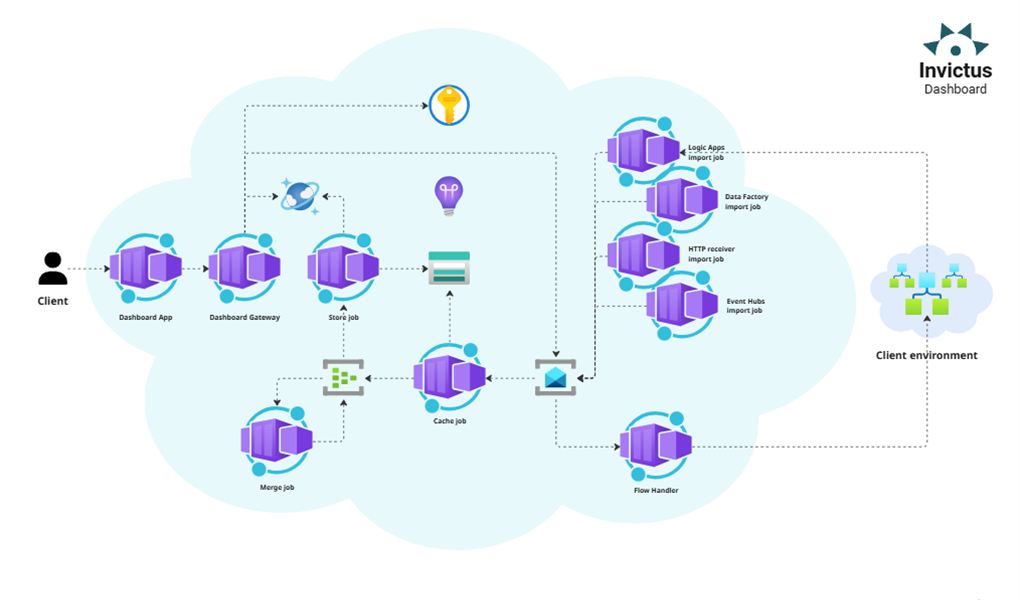 Invictus
Dashboard
Logic Apps
import job
Data Factory
import job
HTTP receiver
import job
Event Hubs
import job
Client
Dashboard App
Dashboard Gateway
Store job
Client environment
Cache job
Merge job
Flow Handler